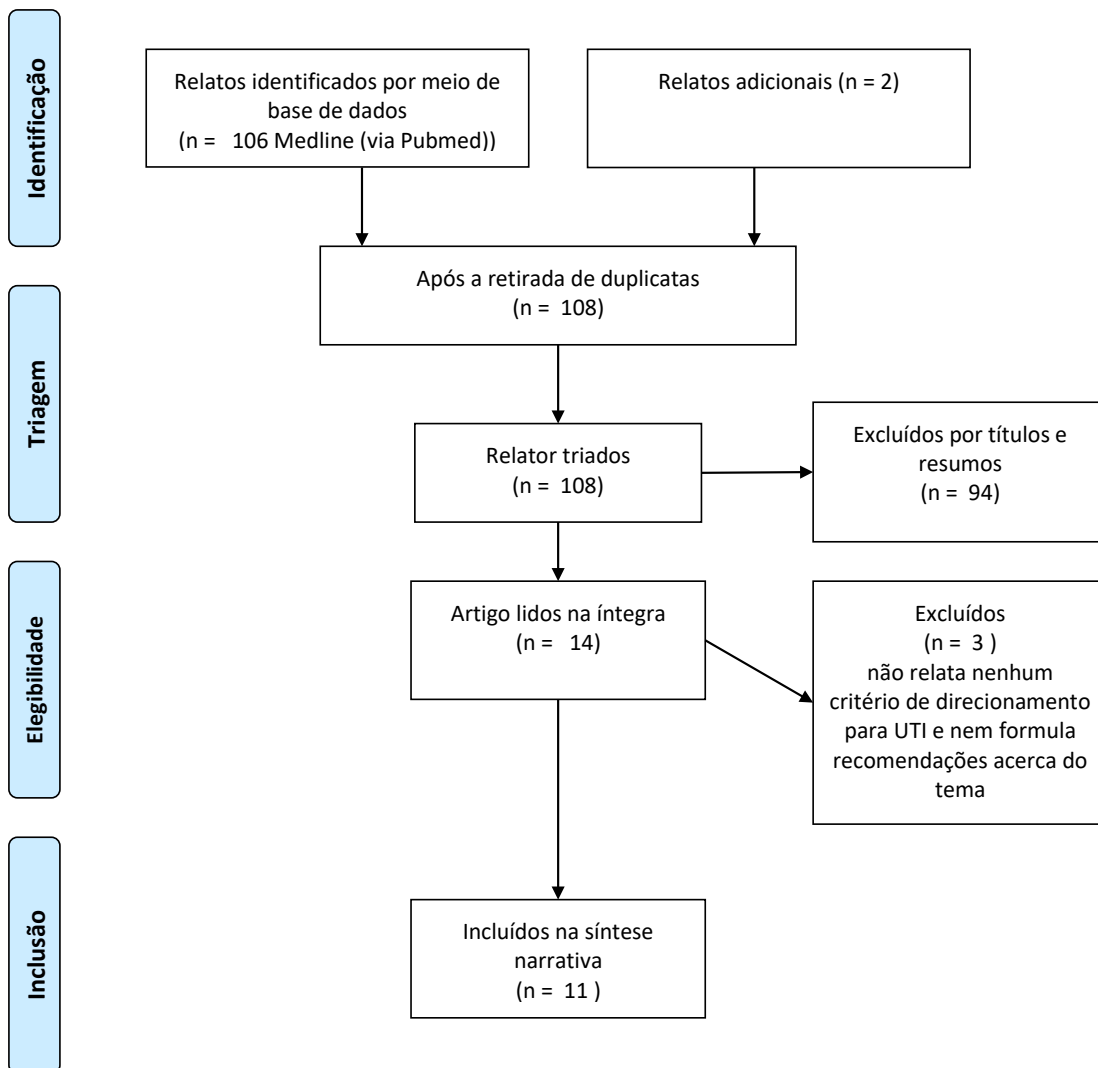 Identificação
Relatos identificados por meio de
base de dados
(n = 106 Medline (via Pubmed))
Relatos adicionais (n = 2)
Após a retirada de duplicatas
(n = 108)
Triagem
Relator triados
(n = 108)
Excluídos por títulos e
resumos
(n = 94)
Elegibilidade
Artigo lidos na íntegra
(n = 14)
Excluídos
(n = 3 )
não relata nenhum
critério de direcionamento
para UTI e nem formula
recomendações acerca do
tema
Inclusão
Incluídos na síntese
narrativa
(n = 11 )